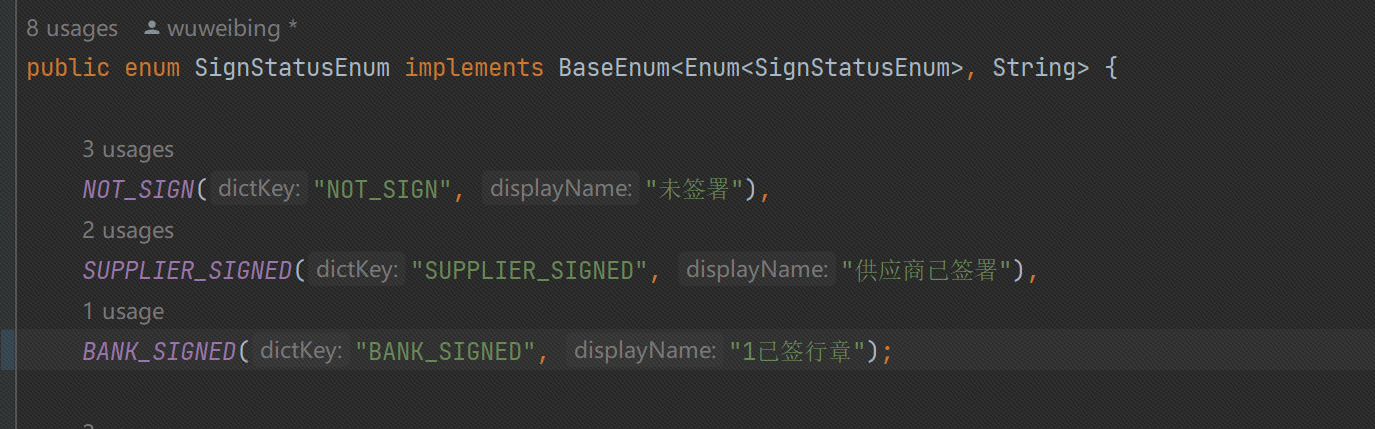 8 usages wuweibing *
public enum SignStatusEnum implements BaseEnum<Enum<SignStatusEnum>, String> {
3 usages
NOT_SIGN( dictKey: "NOT_SIGN", displayName: "未签署"),
2 usages
SUPPLIER_SIGNED( dictKey: "SUPPLIER_SIGNED", displayName: "供应商已签署"),
1 usage
BANK_SIGNED( dictKey: "BANK_SIGNED", displayName: "1已签行章");